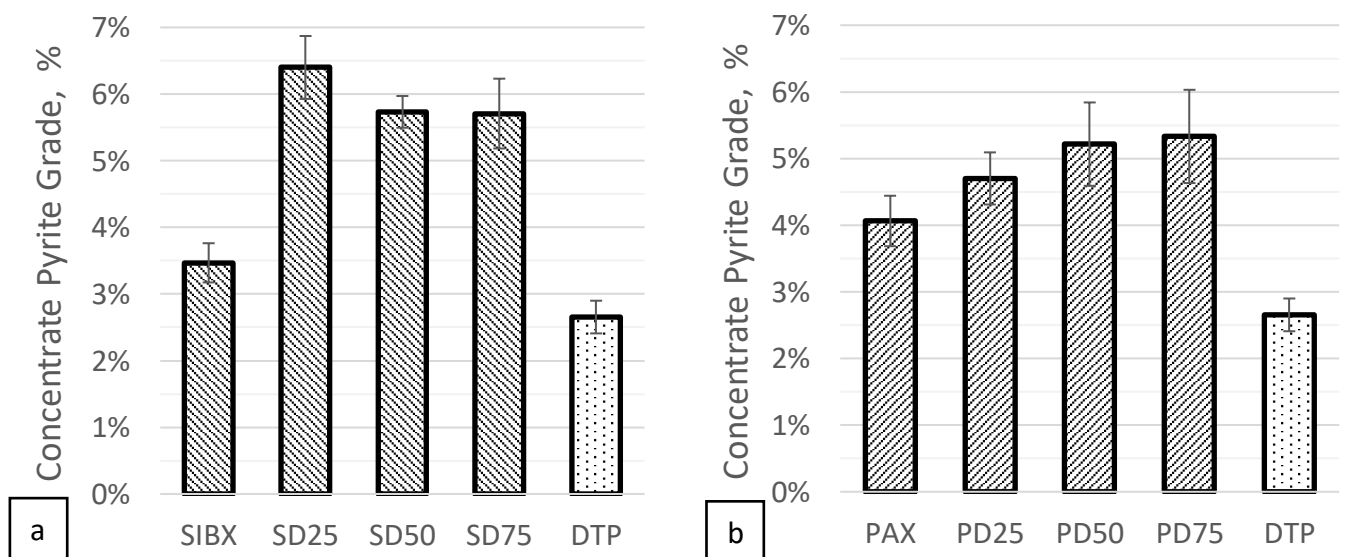 Concentrate Pyrite Grade, %
7%
6%
5%
4%
3%
2%
1%
0%
SIBX SD25 SD50 SD75 DTP
a
Concentrate Pyrite Grade, %
7%
6%
5%
4%
3%
2%
1%
0%
PAX PD25 PD50 PD75 DTP
b